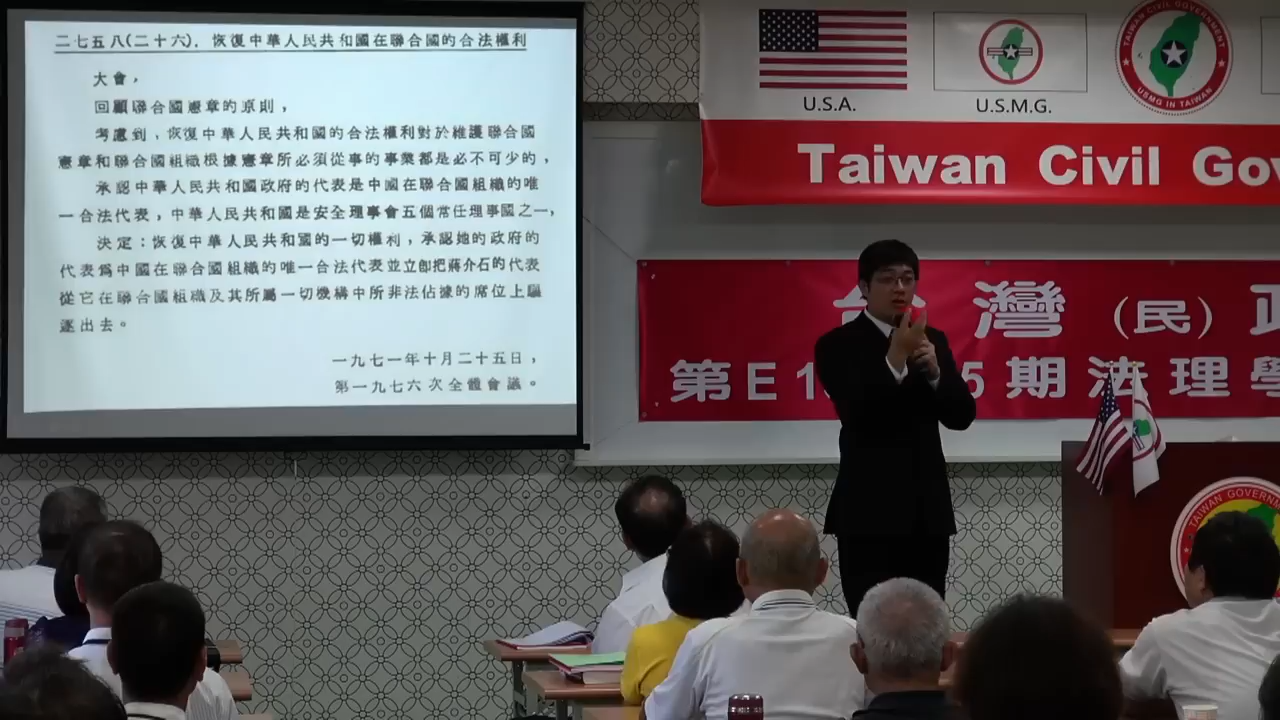 二七五八(二十六). 恢復中華人民共和國在聯合國的合法權利
大會，
回顧聯合國憲章的原則，
考慮到，恢復中華人民共和國的合法權利對於維護聯合國
憲章和聯合國組織根據憲章所必須從事的事業都是必不可少的，
承認中華人民共和國政府的代表是中國在聯合國組織的唯
一合法代表，中華人民共和國是安全理事會五個常任理事國之一，
決定：恢復中華人民共和國的一切權利，承認她的政府的
代表爲中國在聯合國組織的唯一合法代表並立卽把蔣介石的代表
從它在聯合國組織及其所屬一切機構中所非法佔據的席位上驅
逐出去。
一九七一年十月二十五日，
第一九七六次全體會議。
U.S.A.
U.S.M.G.
TAIWAN CIVIL GOVERNMENT
USMG IN TAIWAN
Taiwan Civil Gov
台灣（民）政
第E1 5期法理學
TAIWAN GOVERNM